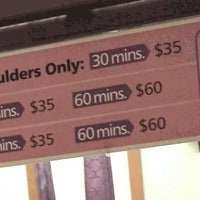 ulders Only: 30 mins. $35
ins. $35 60 mins. $60
ins. $35 60 mins. $60